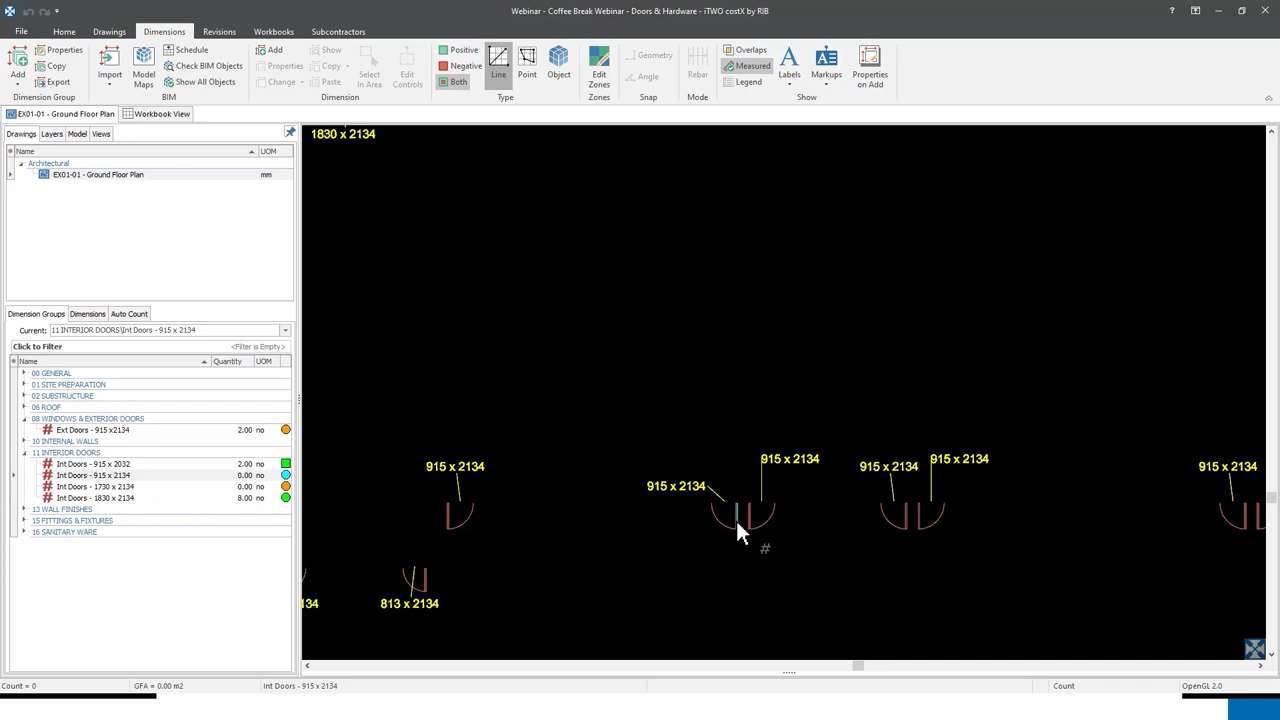 Webinar - Coffee Break Webinar - Doors & Hardware - iTWO costX by RIB
File Home Drawings Dimensions Revisions Workbooks Subcontractors
Add
Properties
Copy
Export
Dimension Group
Import
Model Maps
Schedule
Check BIM Objects
Show All Objects
BIM
Add
Properties
Change
Show
Copy
Paste
Select In Area
Edit Controls
Dimension
Positive
Negative
Both
Line
Point
Object
Type
Edit Zones
Zones
Geometry
Angle
Snap
Rebar
Mode
Overlaps
Measured
Legend
Labels
Markups
Properties on Add
Show
EX01-01 - Ground Floor Plan Workbook View
Drawings Layers Model Views
Name UOM
Architectural
EX01-01 - Ground Floor Plan mm
Dimension Groups Dimensions Auto Count
Current: 11 INTERIOR DOORS\Int Doors - 915 x 2134
Click to Filter <Filter is Empty>
Name Quantity UOM
00 GENERAL
01 SITE PREPARATION
02 SUBSTRUCTURE
06 ROOF
08 WINDOWS & EXTERIOR DOORS
# Ext Doors - 915 x2134 2.00 no
10 INTERNAL WALLS
11 INTERIOR DOORS
# Int Doors - 915 x 2032 2.00 no
# Int Doors - 915 x 2134 0.00 no
# Int Doors - 1730 x 2134 0.00 no
# Int Doors - 1830 x 2134 8.00 no
13 WALL FINISHES
15 FITTINGS & FIXTURES
16 SANITARY WARE
1830 x 2134
915 x 2134
915 x 2134
915 x 2134
915 x 2134
915 x 2134
915 x 2134
#
134
813 x 2134
Count = 0 GFA = 0.00 m2 Int Doors - 915 x 2134 Count OpenGL 2.0